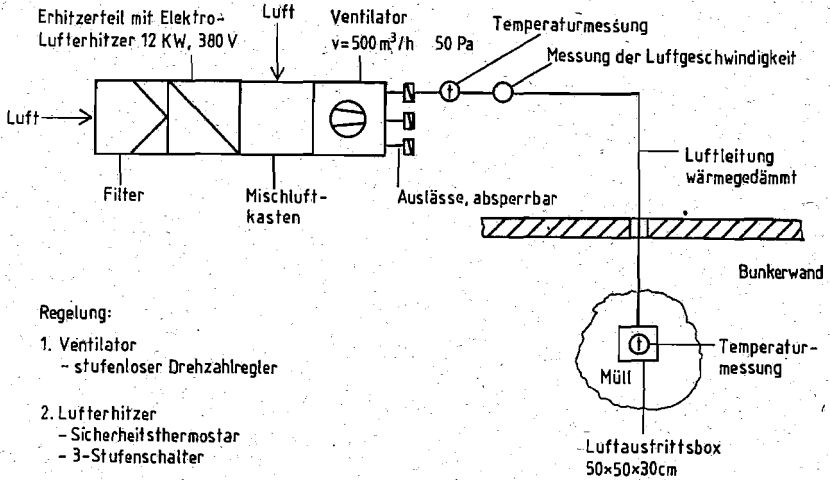 Erhitzerteil mit Elektro-
Lufterhitzer 12 KW, 380 V
Luft
Ventilator
v=500 m³/h 50 Pa
Temperaturmessung
Messung der Luftgeschwindigkeit
Luft
Filter
Mischluft-
kasten
Auslässe, absperrbar
Luftleitung
wärmegedämmt
Bunkerwand
Regelung:
1. Ventilator
- stufenloser Drehzahlregler
2. Lufterhitzer
- Sicherheitsthermostar
- 3-Stufenschalter
Müll
Temperatur-
messung
Luftaustrittsbox
50×50×30cm